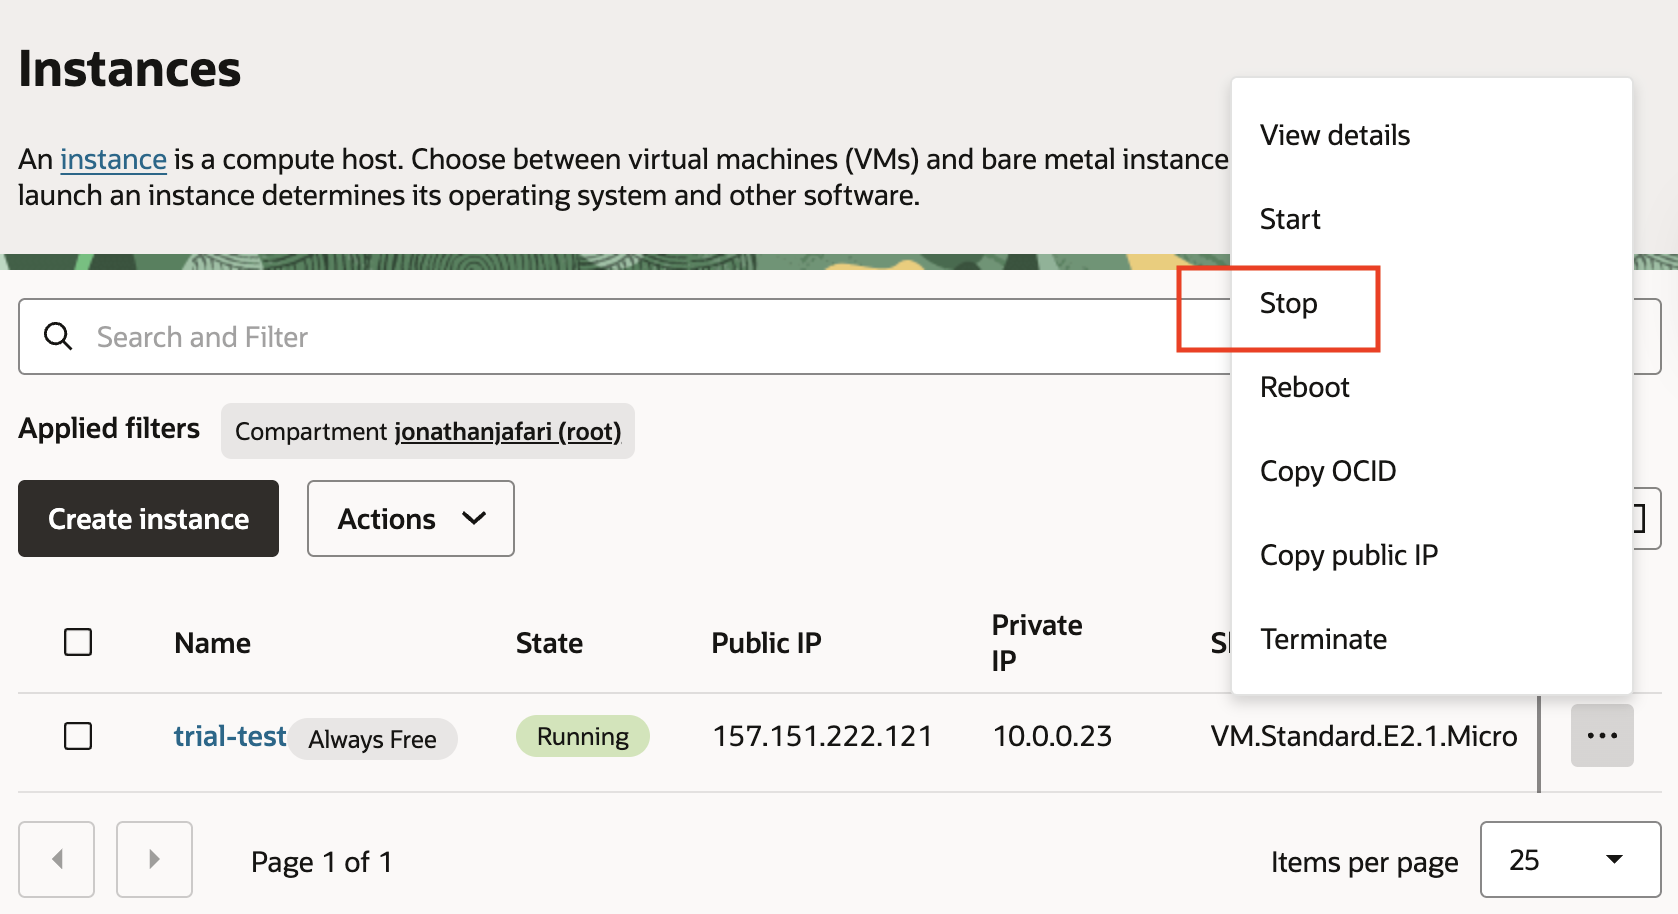 Instances
An instance is a compute host. Choose between virtual machines (VMs) and bare metal instance
launch an instance determines its operating system and other software.
View details
Start
Stop
Reboot
Copy OCID
Copy public IP
Terminate
Search and Filter
Applied filters Compartment jonathanjafari (root)
Create instance Actions
Name State Public IP Private IP
trial-test Always Free Running 157.151.222.121 10.0.0.23 VM.Standard.E2.1.Micro
Page 1 of 1 Items per page 25